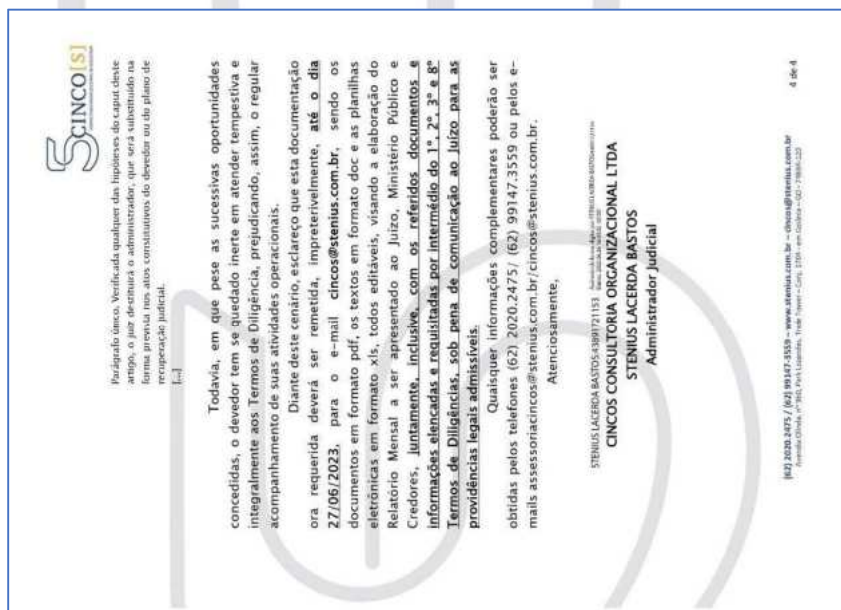 5CINCO[S]
Parágrafo único. Verificada qualquer das hipóteses do caput deste
artigo, o juiz destituirá o administrador, que será substituído na
forma prevista nos atos constitutivos do devedor ou do plano de
recuperação judicial.
[...]
Todavia, em que pese as sucessivas oportunidades
concedidas, o devedor tem se quedado inerte em atender tempestiva e
integralmente aos Termos de Diligência, prejudicando, assim, o regular
acompanhamento de suas atividades operacionais.
Diante deste cenário, esclareço que esta documentação
ora requerida deverá ser remetida, impreterivelmente, até o dia
27/06/2023, para o e-mail cincos@stenius.com.br, sendo os
documentos em formato pdf, os textos em formato doc e as planilhas
eletrônicas em formato xls, todos editáveis, visando a elaboração do
Relatório Mensal a ser apresentado ao Juízo, Ministério Público e
Credores, juntamente, inclusive, com os referidos documentos e
informações elencadas e requisitadas por intermédio do 1º, 2º, 3º e 8º
Termos de Diligências, sob pena de comunicação ao Juízo para as
providências legais admissíveis.
Quaisquer informações complementares poderão ser
obtidas pelos telefones (62) 2020.2475/ (62) 99147.3559 ou pelos e-
mails assessoriacincos@stenius.com.br/cincos@stenius.com.br.
Atenciosamente,
STENIUS LACERDA BASTOS:43891721153
CINCOS CONSULTORIA ORGANIZACIONAL LTDA
STENIUS LACERDA BASTOS
Administrador Judicial
(62) 2020.2475 / (62) 99147-3559 – www.stenius.com.br – cincos@stenius.com.br
4 de 4